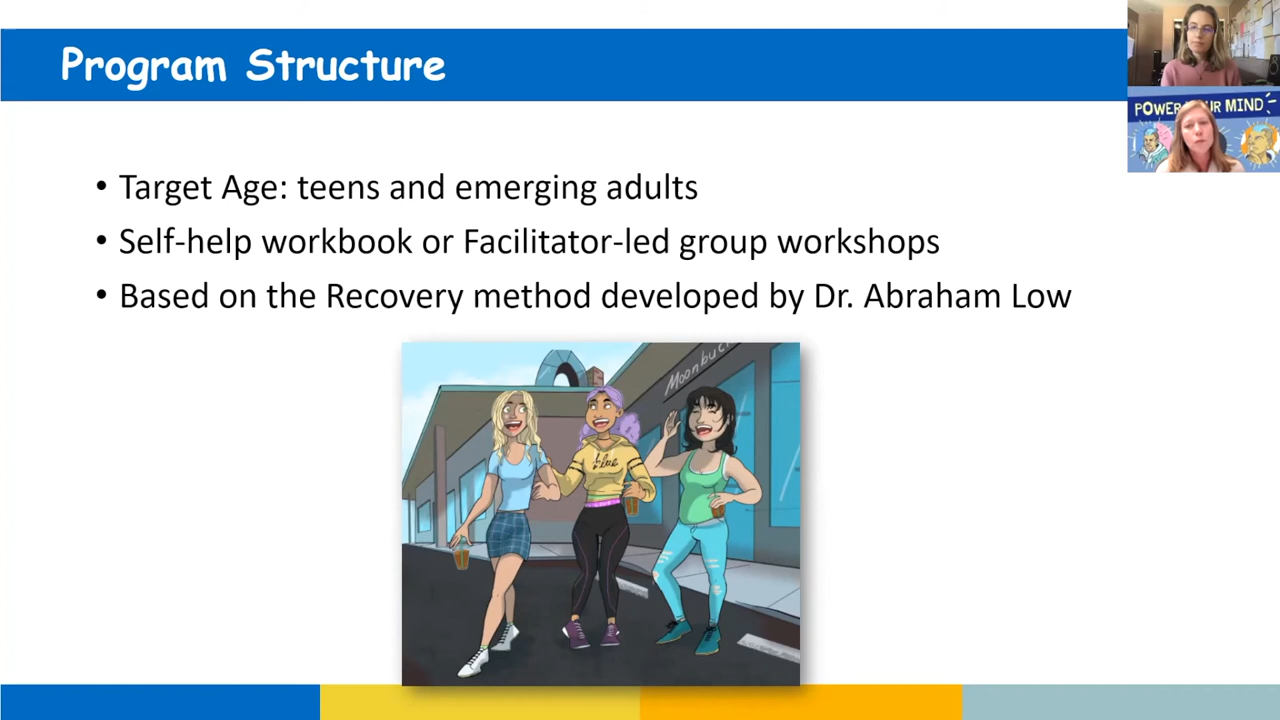 Program Structure
POWER YOUR MIND
• Target Age: teens and emerging adults
• Self-help workbook or Facilitator-led group workshops
• Based on the Recovery method developed by Dr. Abraham Low
Moonbuc